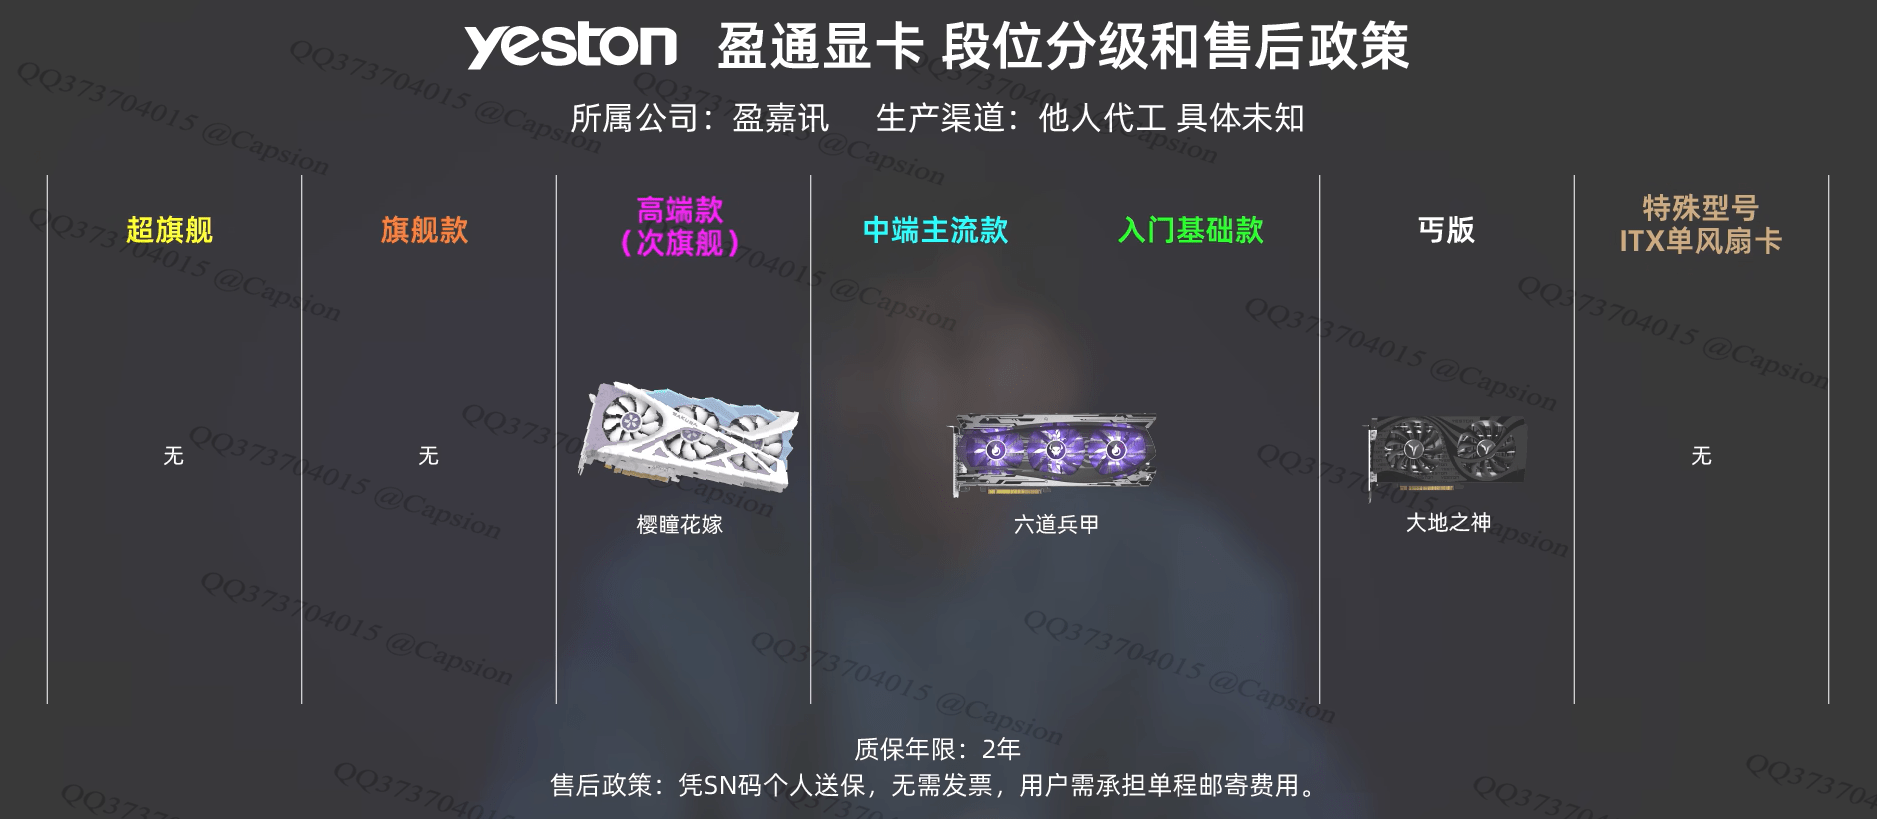 yeston 盈通显卡 段位分级和售后政策
所属公司：盈嘉讯 生产渠道：他人代工 具体未知
超旗舰
旗舰款
高端款
（次旗舰）
中端主流款
入门基础款
丐版
特殊型号
ITX单风扇卡
无
无
樱瞳花嫁
六道兵甲
大地之神
无
质保年限：2年
售后政策：凭SN码个人送保，无需发票，用户需承担单程邮寄费用。
QQ373704015 @Capsion